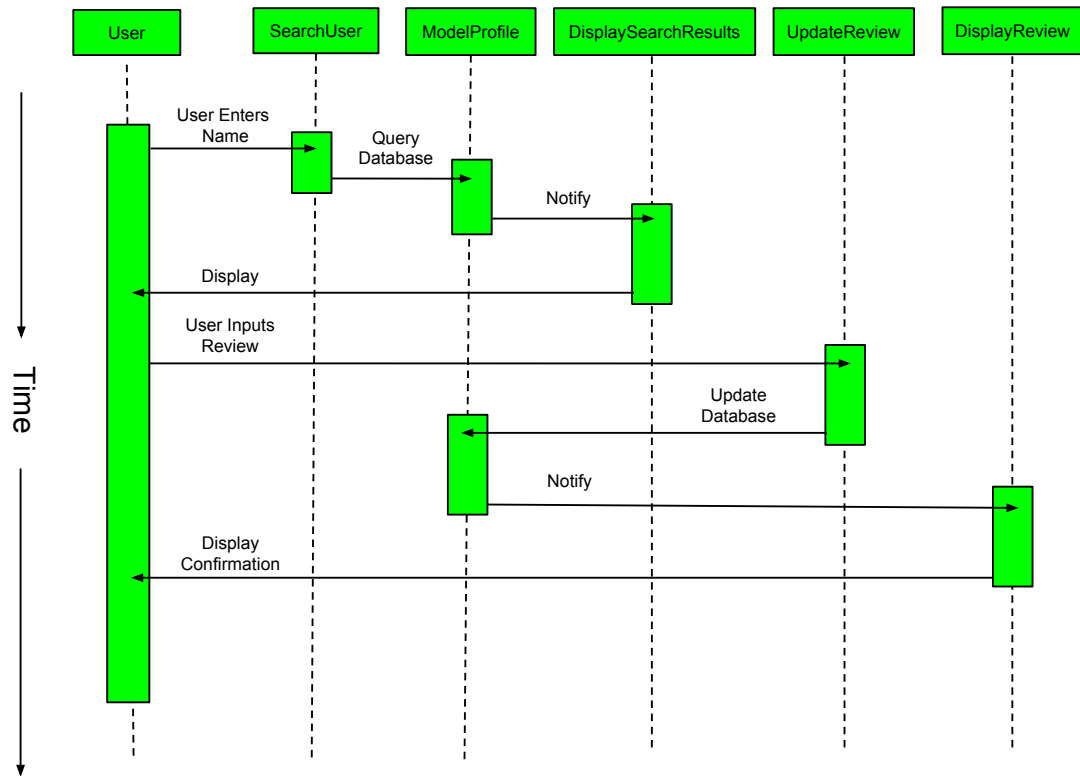 User
SearchUser
ModelProfile
DisplaySearchResults
UpdateReview
DisplayReview
User Enters
Name
Query
Database
Notify
Display
User Inputs
Review
Time
Update
Database
Notify
Display
Confirmation